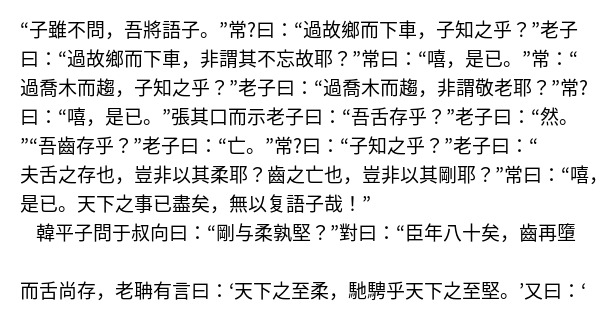 “子雖不問，吾將語子。”常?曰：“過故鄉而下車，子知之乎？”老子
曰：“過故鄉而下車，非謂其不忘故耶？”常曰：“嘻，是已。”常：“
過喬木而趨，子知之乎？”老子曰：“過喬木而趨，非謂敬老耶？”常?
曰：“嘻，是已。”張其口而示老子曰：“吾舌存乎？”老子曰：“然。
”“吾齒存乎？”老子曰：“亡。”常?曰：“子知之乎？”老子曰：“
夫舌之存也，豈非以其柔耶？齒之亡也，豈非以其剛耶？”常曰：“嘻，
是已。天下之事已盡矣，無以复語子哉！”
韓平子問于叔向曰：“剛与柔孰堅？”對曰：“臣年八十矣，齒再墮
而舌尚存，老聃有言曰：‘天下之至柔，馳騁乎天下之至堅。’又曰：‘